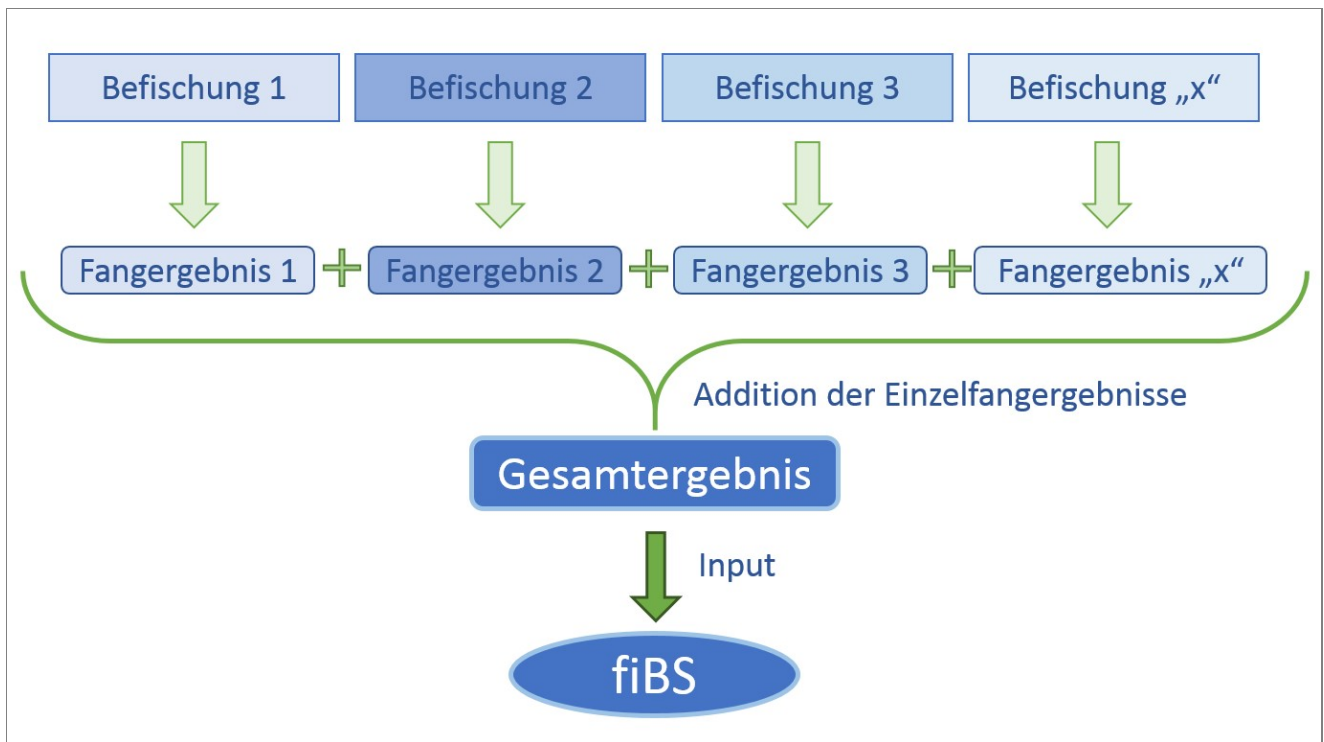 Befischung 1
Befischung 2
Befischung 3
Befischung „x“
Fangergebnis 1 + Fangergebnis 2 + Fangergebnis 3 + Fangergebnis „x“
Addition der Einzelfangergebnisse
Gesamtergebnis
Input
fiBS